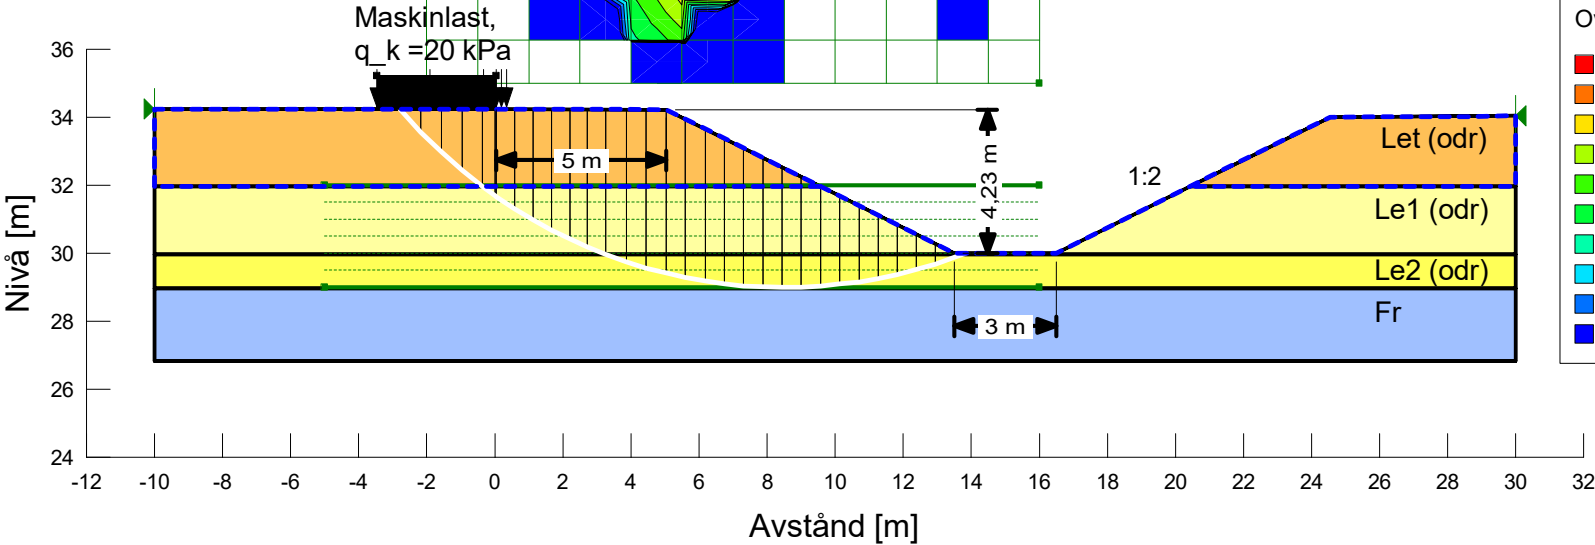 Maskinlast,
q_k =20 kPa
36
34
32
30
28
26
24
Nivå [m]
5 m
4,23 m
3 m
1:2
Let (odr)
Le1 (odr)
Le2 (odr)
Fr
-12 -10 -8 -6 -4 -2 0 2 4 6 8 10 12 14 16 18 20 22 24 26 28 30 32
Avstånd [m]